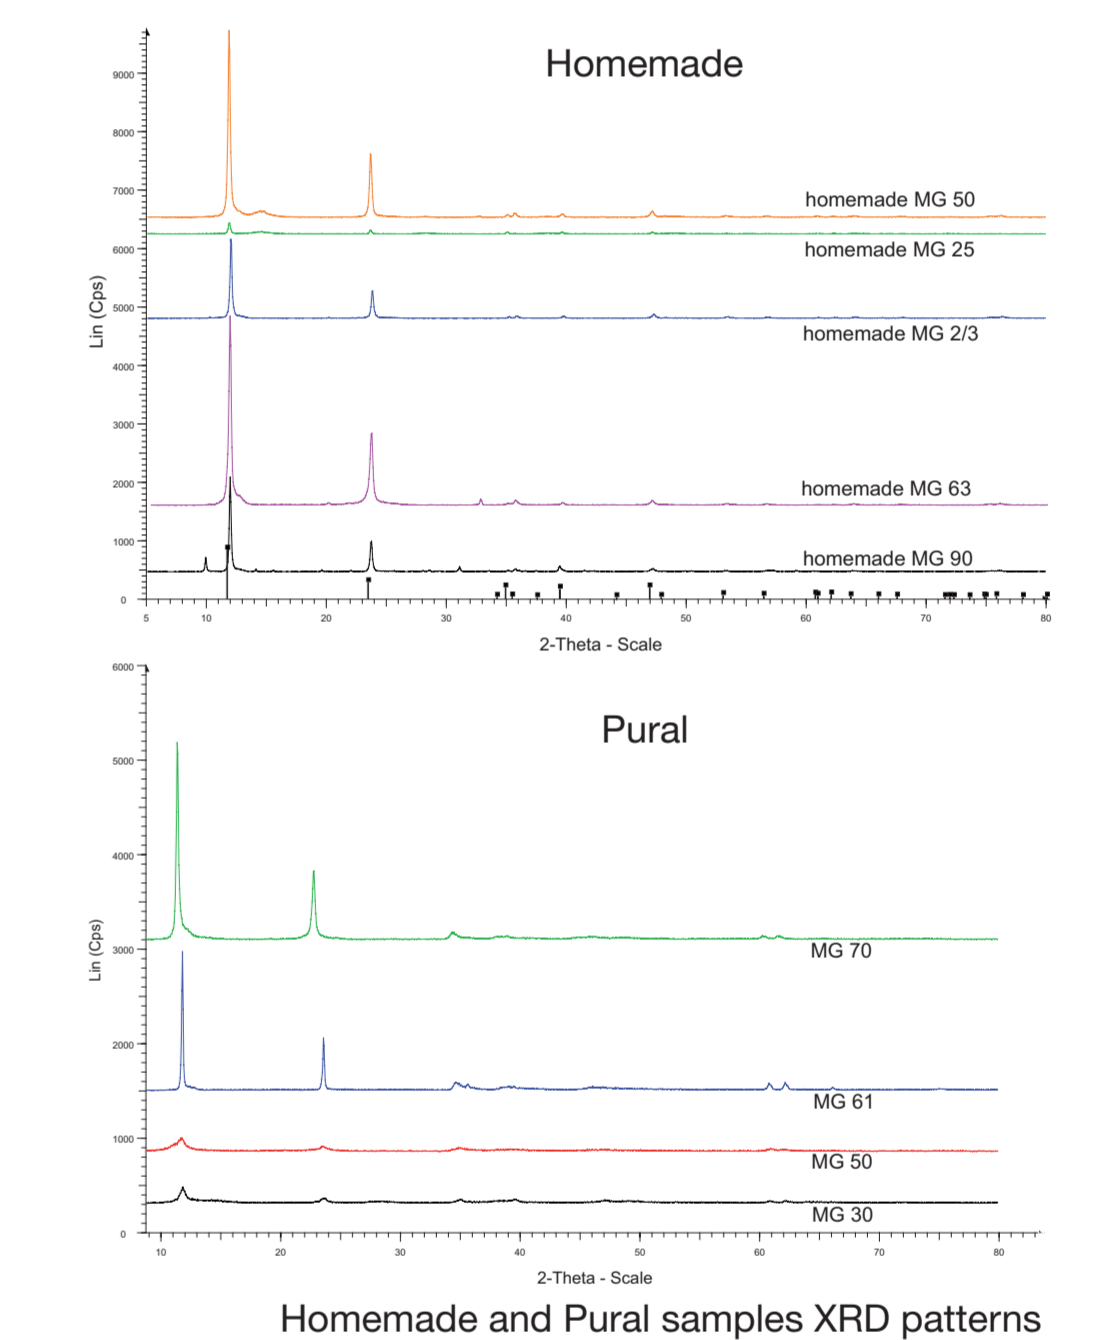 Homemade
9000
8000
7000
homemade MG 50
6000
homemade MG 25
5000
Lin (Cps)
homemade MG 2/3
4000
3000
2000
homemade MG 63
1000
homemade MG 90
0
5 10 20 30 40 50 60 70 80
2-Theta - Scale
6000
Pural
5000
4000
3000
MG 70
Lin (Cps)
2000
MG 61
1000
MG 50
MG 30
0
10 20 30 40 50 60 70 80
2-Theta - Scale
Homemade and Pural samples XRD patterns